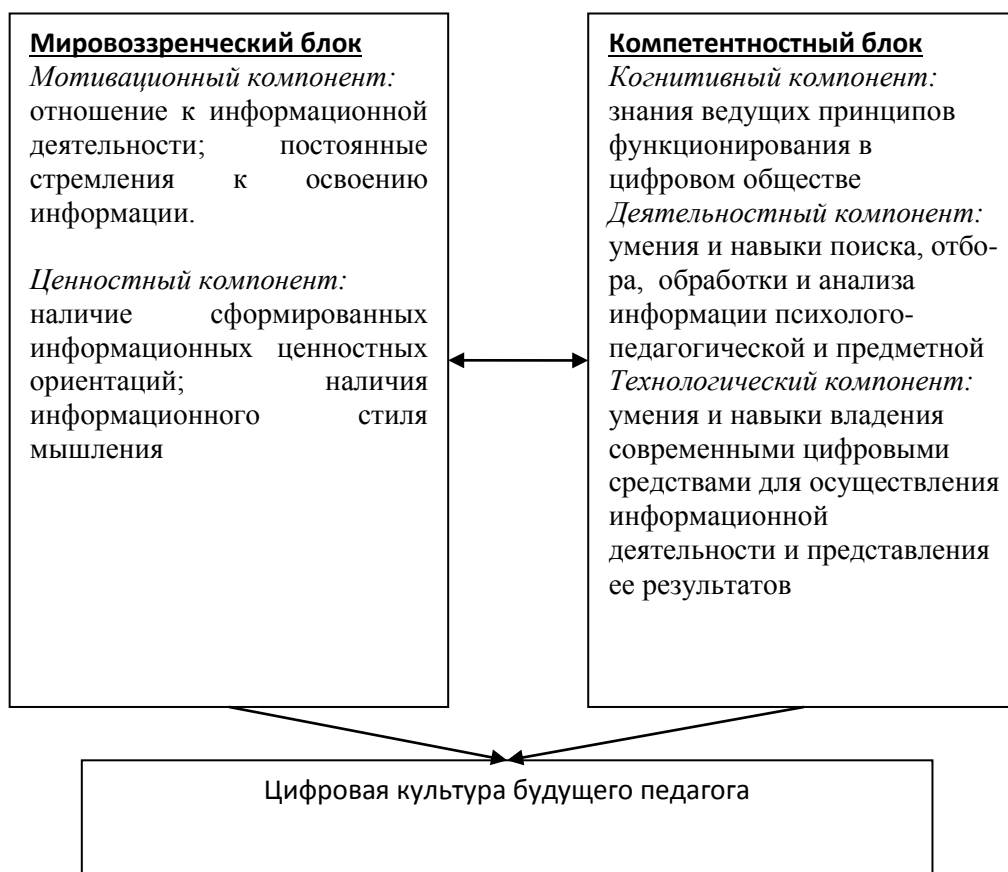 Мировоззренческий блок
Мотивационный компонент:
отношение к информационной
деятельности; постоянные
стремления к освоению
информации.
Ценностный компонент:
наличие сформированных
информационных ценностных
ориентаций; наличия
информационного стиля
мышления
Компетентностный блок
Когнитивный компонент:
знания ведущих принципов
функционирования в
цифровом обществе
Деятельностный компонент:
умения и навыки поиска, отбо-
ра, обработки и анализа
информации психолого-
педагогической и предметной
Технологический компонент:
умения и навыки владения
современными цифровыми
средствами для осуществления
информационной
деятельности и представления
ее результатов
Цифровая культура будущего педагога